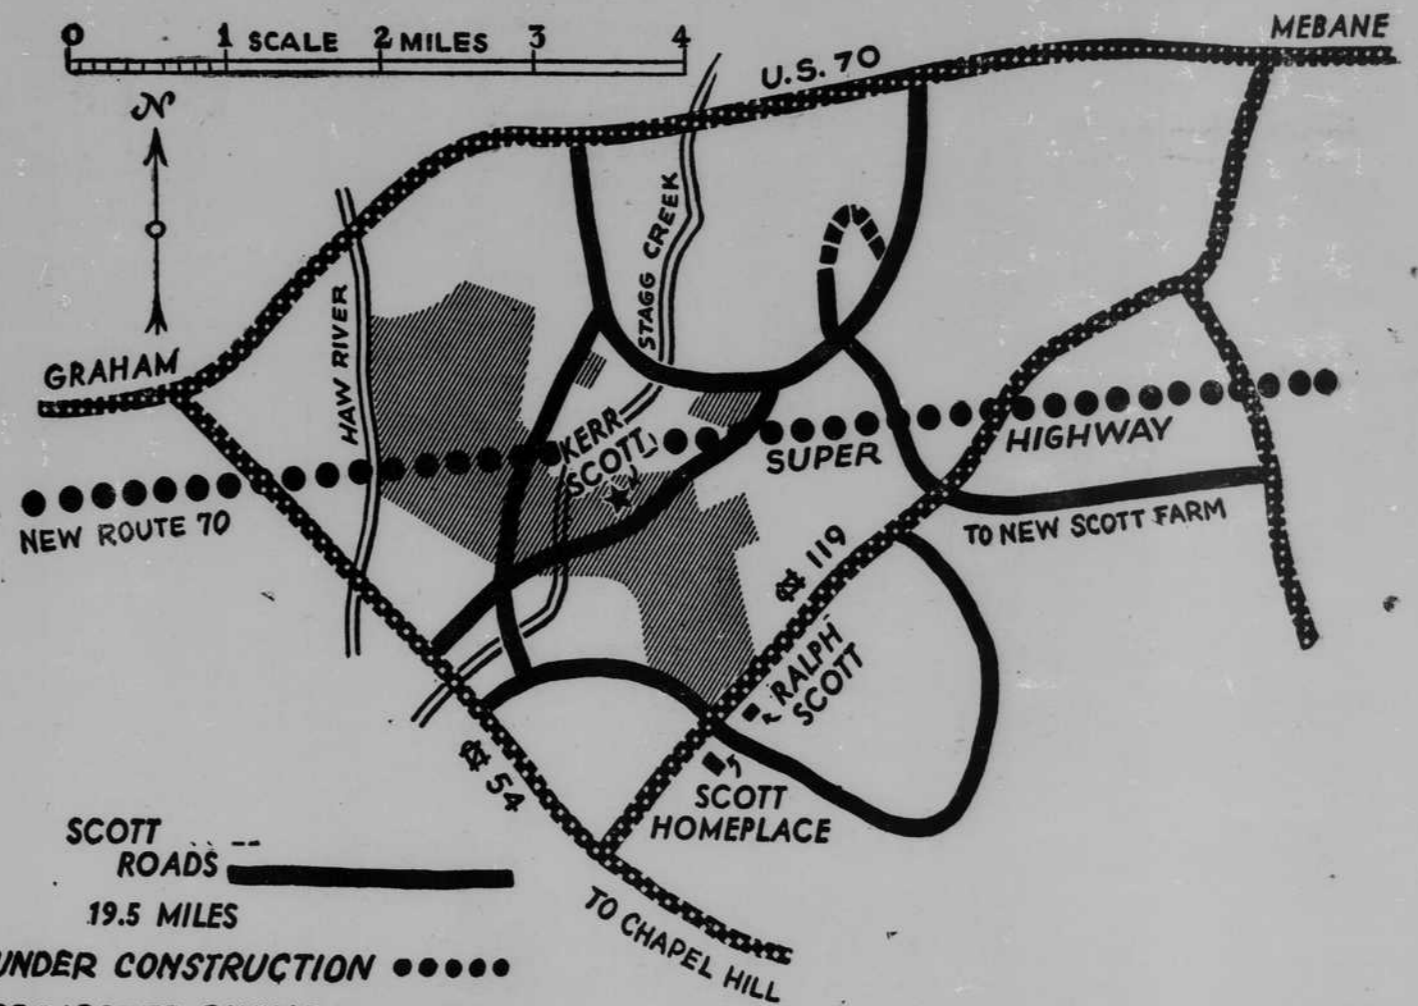 0 1 SCALE 2 MILES 3 4
MEBANE
U.S. 70
N
STAGG CREEK
HAW RIVER
GRAHAM
KERR
SCOTT
SUPER
HIGHWAY
NEW ROUTE 70
TO NEW SCOTT FARM
NC 119
RALPH
SCOTT
NC 54
SCOTT
HOMEPLACE
SCOTT
ROADS
19.5 MILES
TO CHAPEL HILL
UNDER CONSTRUCTION